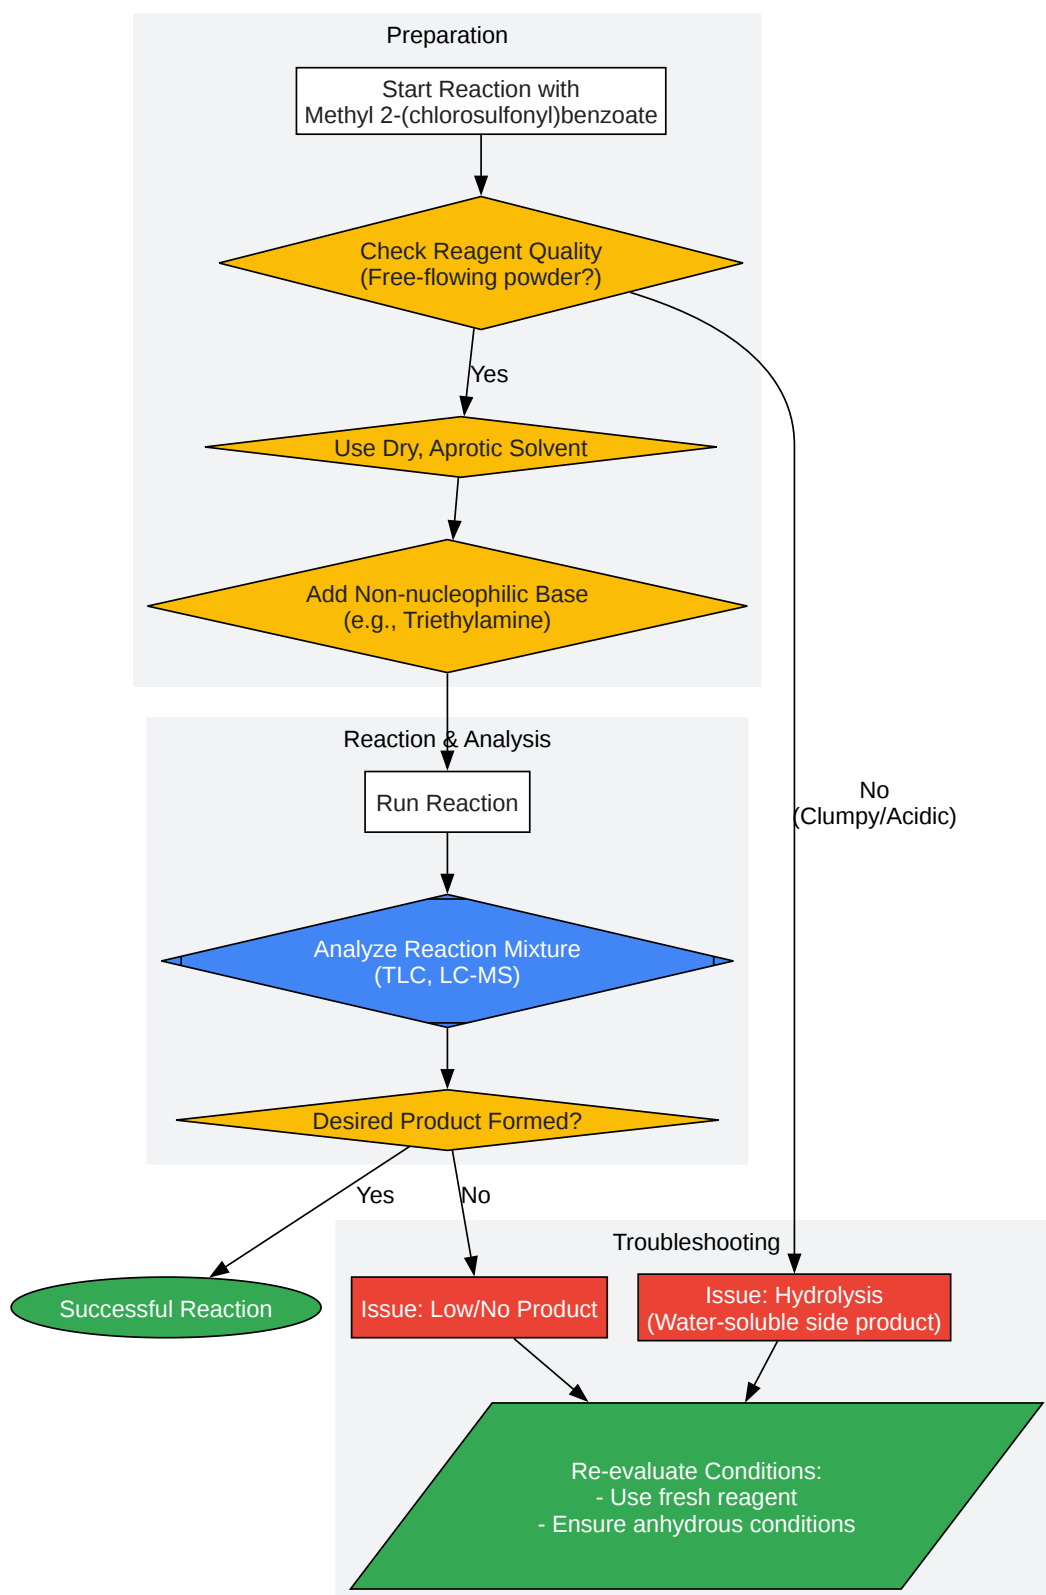 Preparation
Start Reaction with
Methyl 2-(chlorosulfonyl)benzoate
Check Reagent Quality
(Free-flowing powder?)
Yes
Use Dry, Aprotic Solvent
Add Non-nucleophilic Base
(e.g., Triethylamine)
Reaction & Analysis
Run Reaction
No
(Clumpy/Acidic)
Analyze Reaction Mixture
(TLC, LC-MS)
Desired Product Formed?
Yes
No
Troubleshooting
Successful Reaction
Issue: Low/No Product
Issue: Hydrolysis
(Water-soluble side product)
Re-evaluate Conditions:
- Use fresh reagent
- Ensure anhydrous conditions